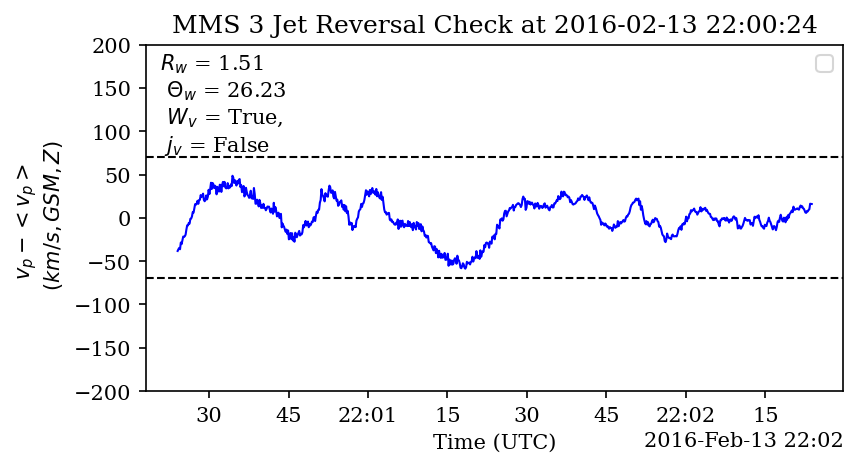 MMS 3 Jet Reversal Check at 2016-02-13 22:00:24
R_w = 1.51
Θ_w = 26.23
W_v = True,
j_v = False
200
150
100
50
0
−50
−100
−150
−200
v_p − < v_p >
(km/s, GSM, Z)
30 45 22:01 15 30 45 22:02 15
Time (UTC)
2016-Feb-13 22:02